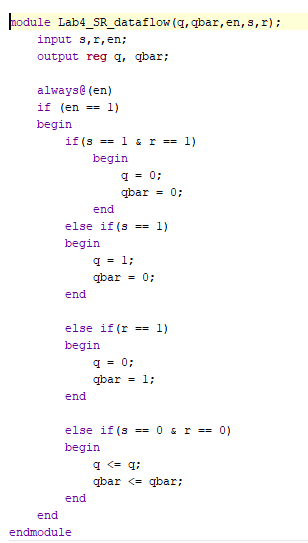 module Lab4_SR_dataflow(q,qbar,en,s,r);
input s,r,en;
output reg q, qbar;
always@(en)
if (en == 1)
begin
if(s == 1 & r == 1)
begin
q = 0;
qbar = 0;
end
else if(s == 1)
begin
q = 1;
qbar = 0;
end
else if(r == 1)
begin
q = 0;
qbar = 1;
end
else if(s == 0 & r == 0)
begin
q <= q;
qbar <= qbar;
end
end
endmodule